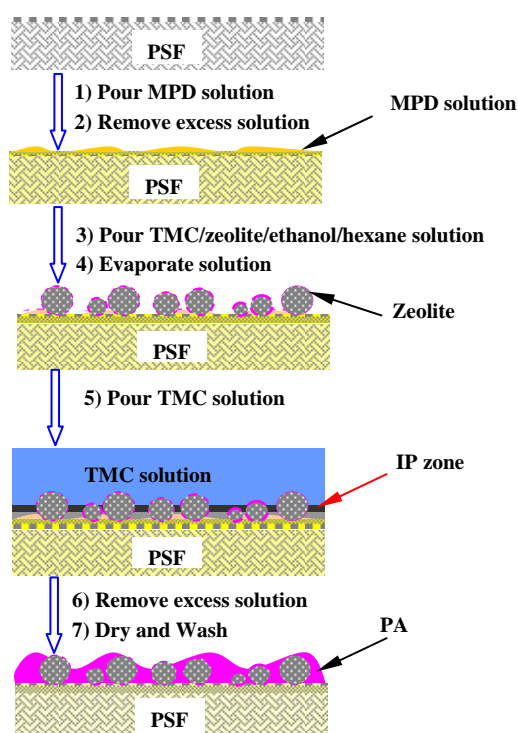 PSF
1) Pour MPD solution
2) Remove excess solution
MPD solution
PSF
3) Pour TMC/zeolite/ethanol/hexane solution
4) Evaporate solution
Zeolite
PSF
5) Pour TMC solution
TMC solution
IP zone
PSF
6) Remove excess solution
7) Dry and Wash
PA
PSF